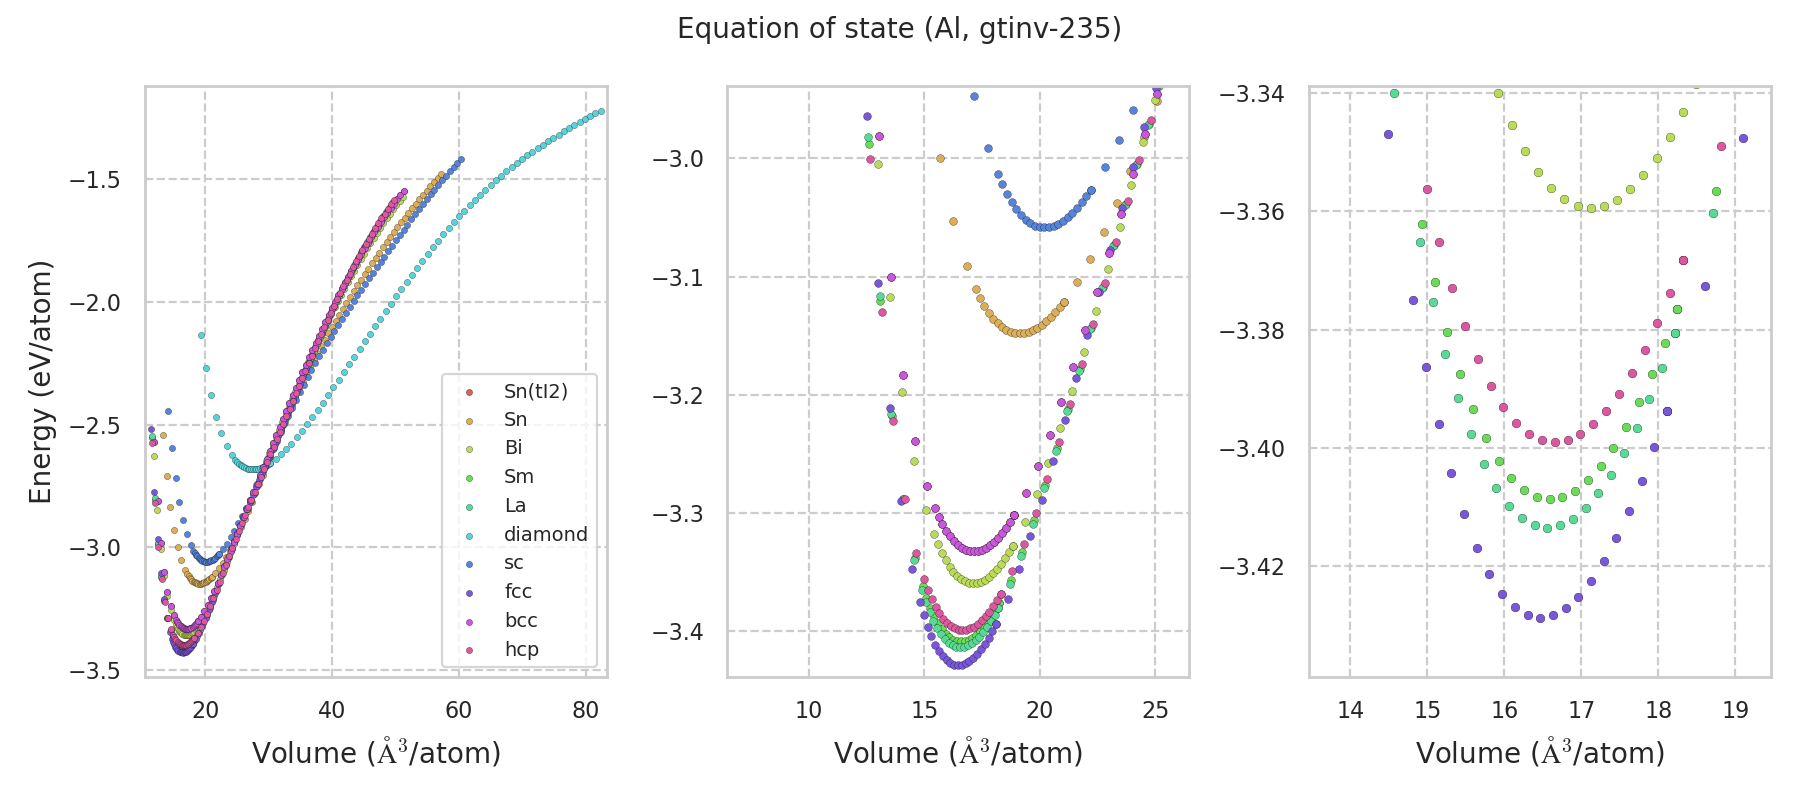 Equation of state (Al, gtinv-235)
Energy (eV/atom)
−1.5
−2.0
−2.5
−3.0
−3.5
20 40 60 80
Volume (Å³/atom)
Sn(tI2)
Sn
Bi
Sm
La
diamond
sc
fcc
bcc
hcp
−3.0
−3.1
−3.2
−3.3
−3.4
10 15 20 25
Volume (Å³/atom)
−3.34
−3.36
−3.38
−3.40
−3.42
14 15 16 17 18 19
Volume (Å³/atom)